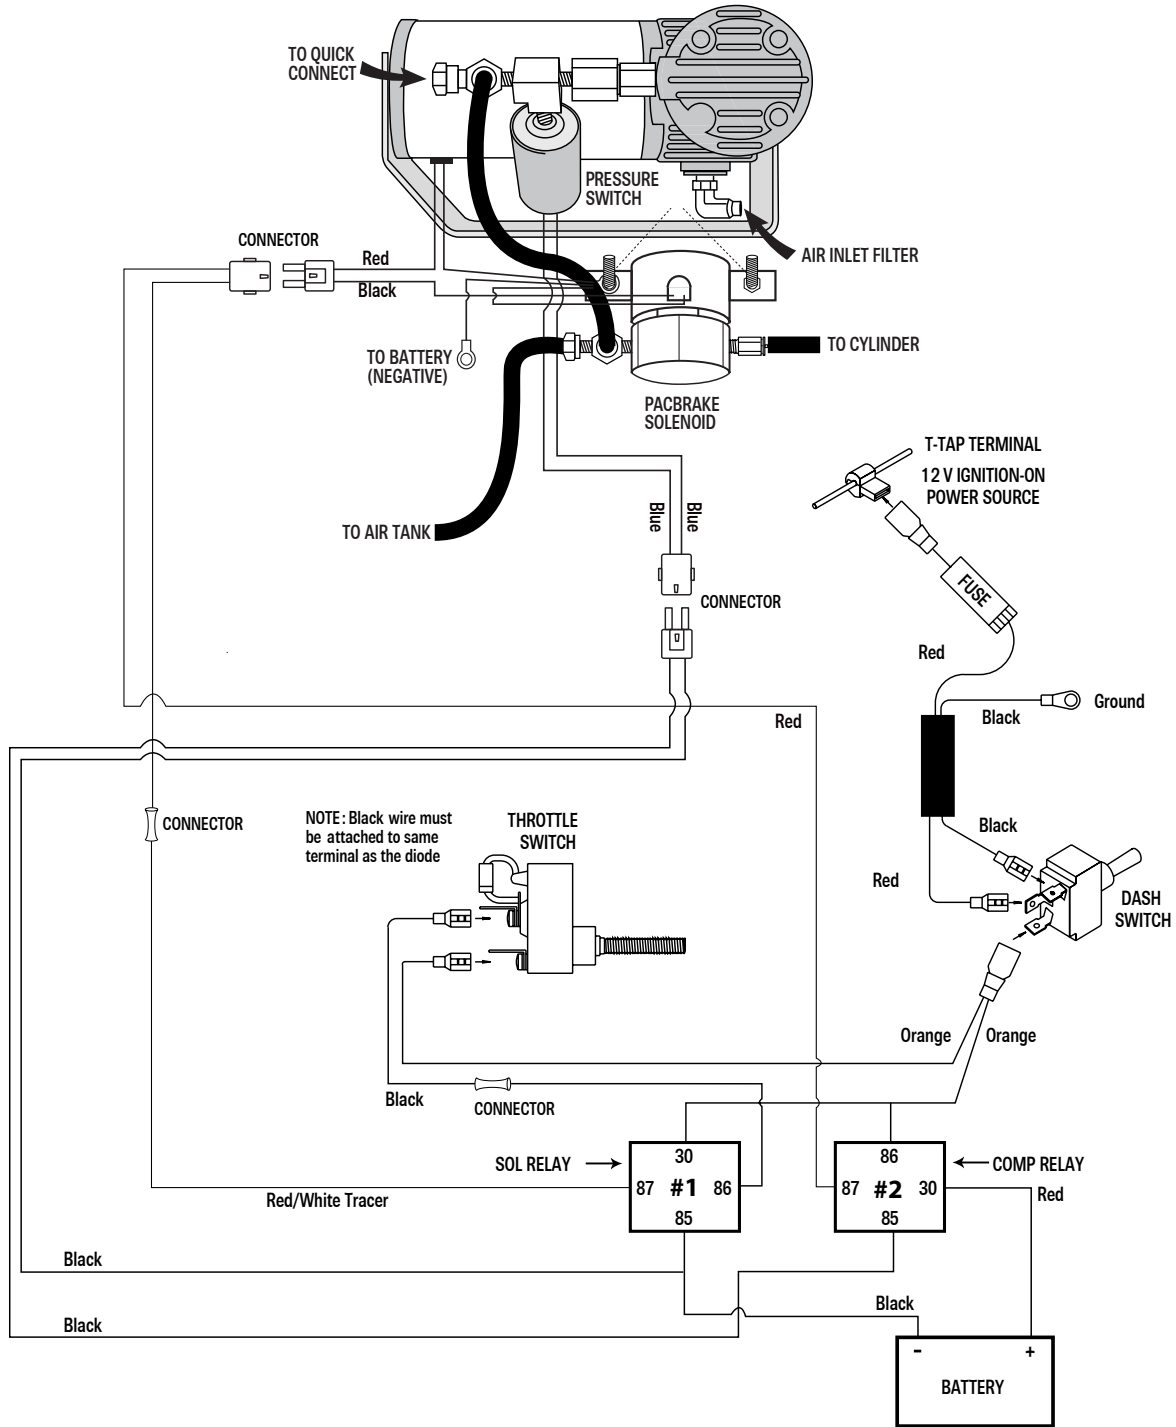 TO QUICK
CONNECT
PRESSURE
SWITCH
AIR INLET FILTER
CONNECTOR
Red
Black
TO BATTERY
(NEGATIVE)
TO CYLINDER
PACBRAKE
SOLENOID
T-TAP TERMINAL
12 V IGNITION-ON
POWER SOURCE
TO AIR TANK
Blue
Blue
CONNECTOR
FUSE
Red
Black
Ground
Red
CONNECTOR
NOTE: Black wire must
be attached to same
terminal as the diode
THROTTLE
SWITCH
Black
Red
DASH
SWITCH
Orange
Orange
Black
CONNECTOR
SOL RELAY
30
87
#1
86
85
86
87
#2
30
85
COMP RELAY
Red
Red/White Tracer
Black
Black
Black
-
+
BATTERY